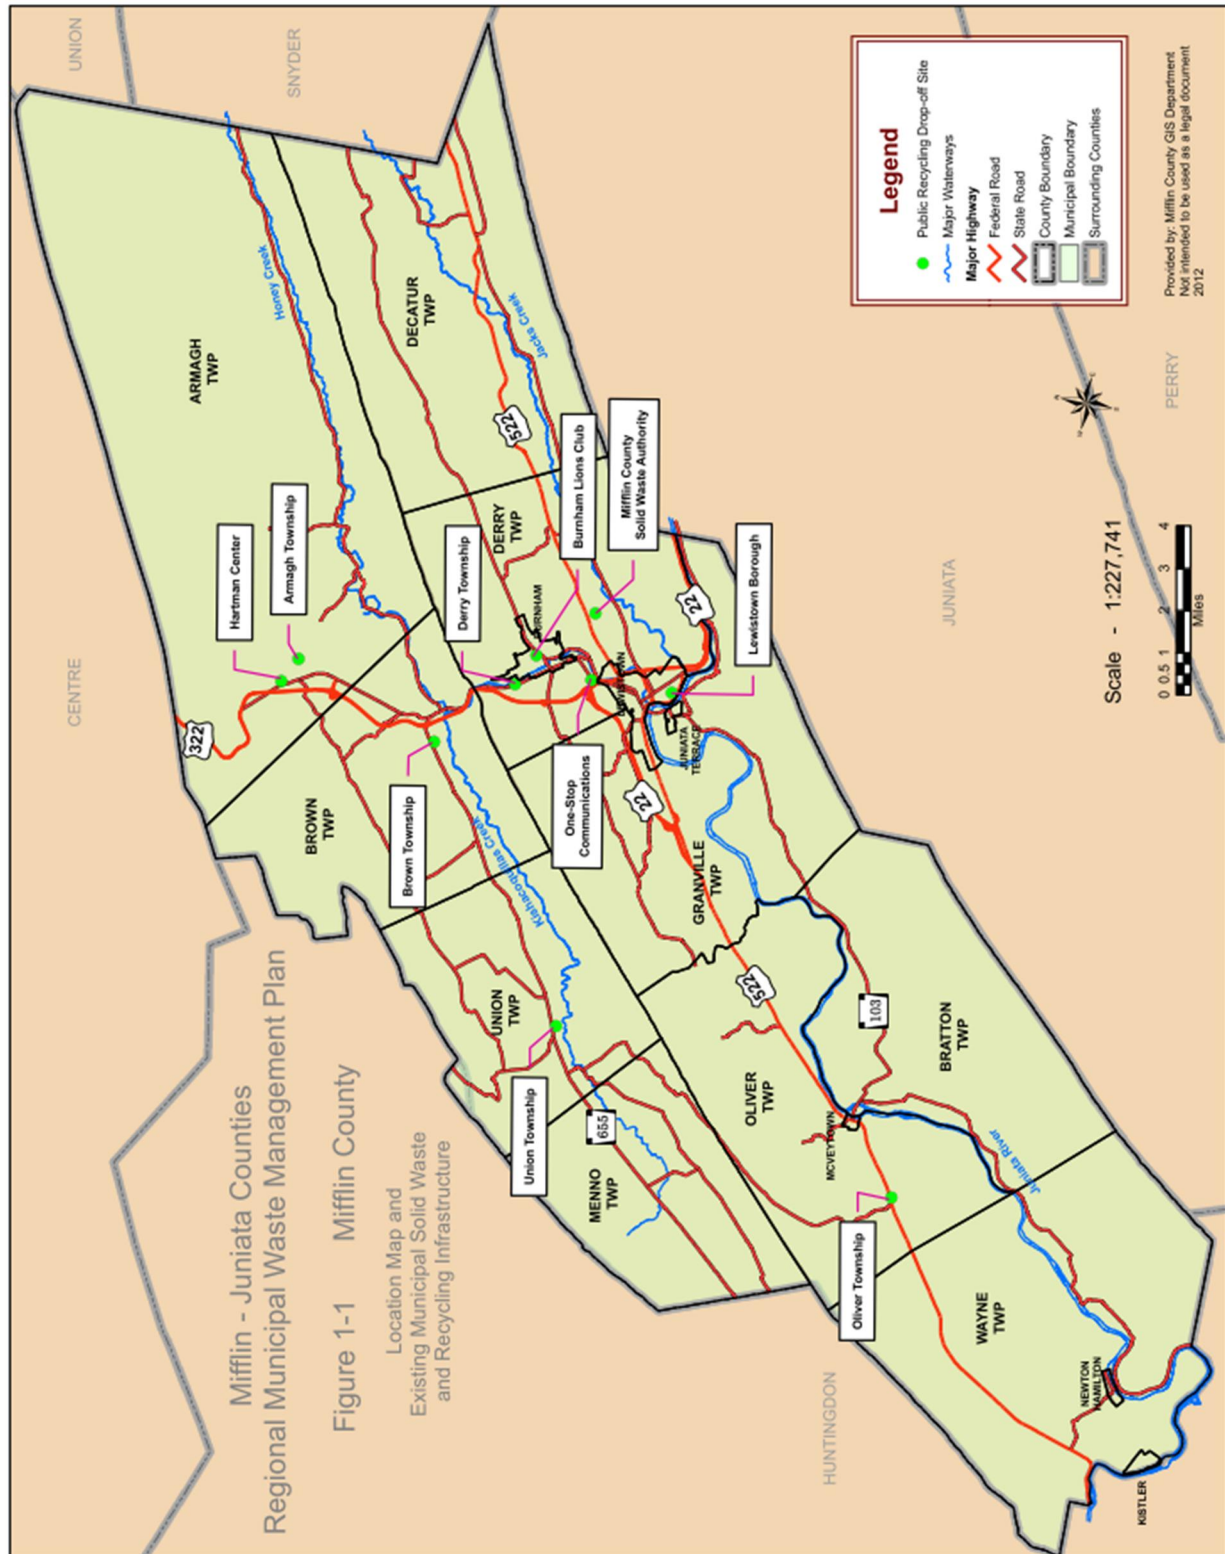 Mifflin - Juniata Counties
Regional Municipal Waste Management Plan
Figure 1-1 Mifflin County
Location Map and
Existing Municipal Solid Waste
and Recycling Infrastructure
UNION
SNYDER
CENTRE
HUNTINGDON
JUNIATA
PERRY
ARMAGH
TWP
Honey Creek
DECATUR
TWP
Jacks Creek
522
Hartman Center
Armagh Township
322
BROWN
TWP
Brown Township
Kishacoquillas Creek
Derry Township
DERRY
TWP
BURNHAM
Burnham Lions Club
Mifflin County
Solid Waste Authority
22
LEWISTOWN
Lewistown Borough
JUNIATA
TERRACE
One-Stop
Communications
22
GRANVILLE
TWP
UNION
TWP
Union Township
655
MENNO
TWP
522
OLIVER
TWP
103
BRATTON
TWP
MCVEYTOWN
Juniata River
Oliver Township
WAYNE
TWP
NEWTON
HAMILTON
KISTLER
Legend
Public Recycling Drop-off Site
Major Waterways
Major Highway
Federal Road
State Road
County Boundary
Municipal Boundary
Surrounding Counties
Scale - 1:227,741
0 0.5 1 2 3 4
Miles
Provided by: Mifflin County GIS Department
Not intended to be used as a legal document
2012